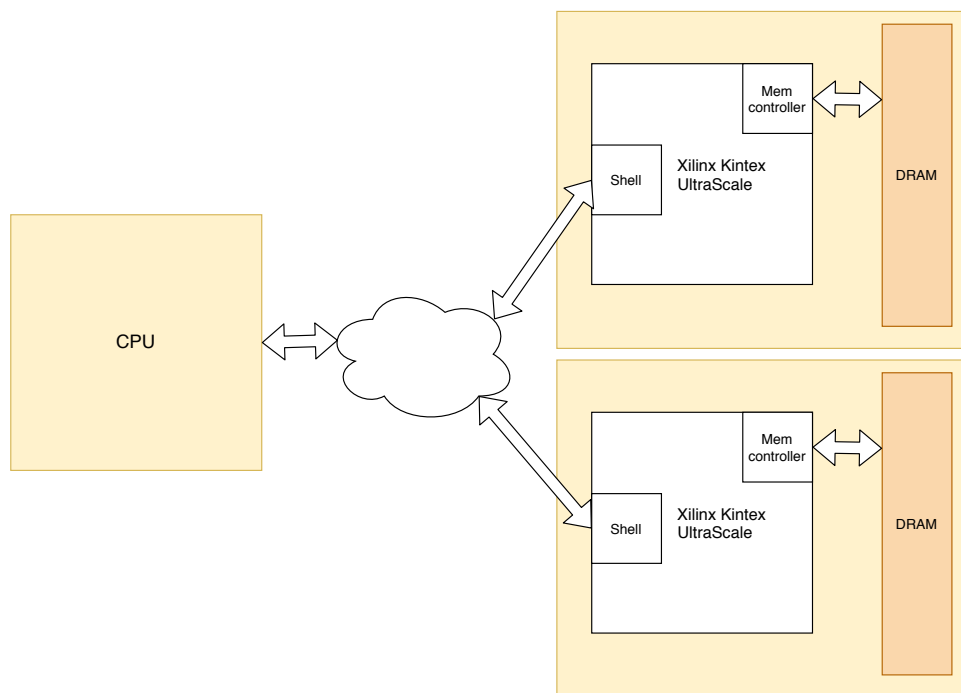 CPU
Mem
controller
Shell
Xilinx Kintex
UltraScale
DRAM
Mem
controller
Shell
Xilinx Kintex
UltraScale
DRAM